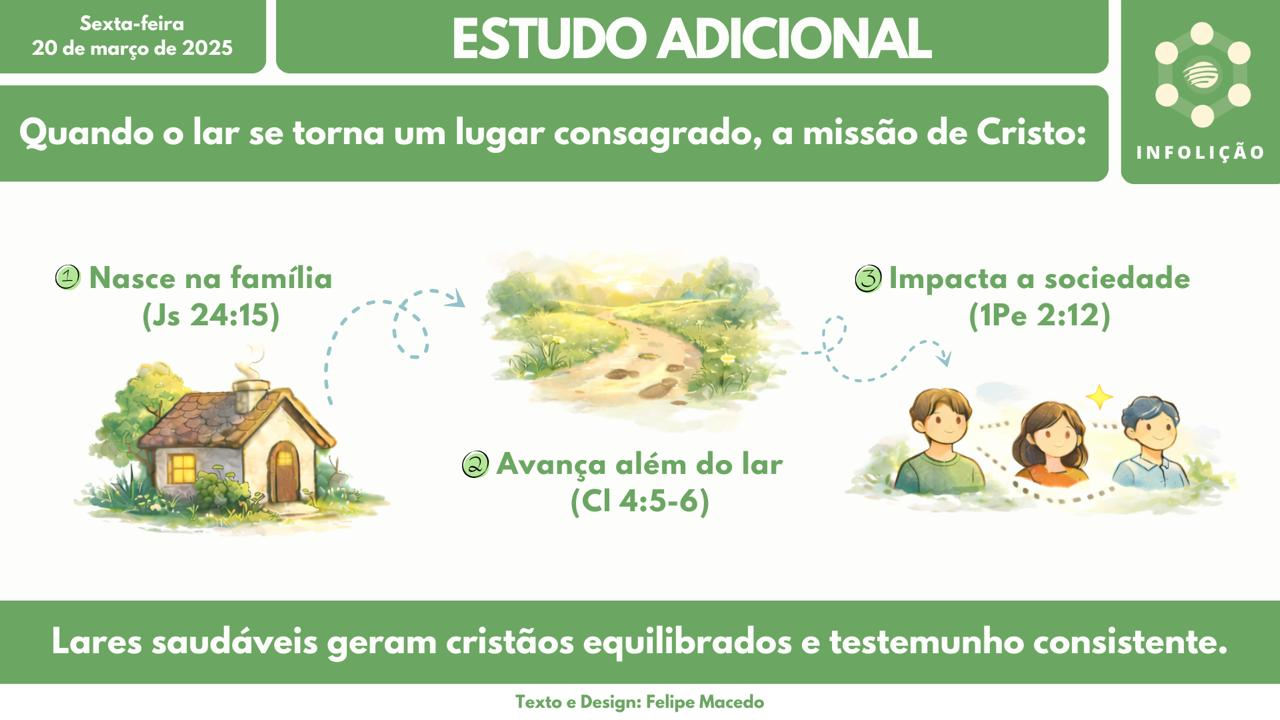 Sexta-feira
20 de março de 2025
ESTUDO ADICIONAL
INFOLIÇÃO
Quando o lar se torna um lugar consagrado, a missão de Cristo:
1 Nasce na família
(Js 24:15)
2 Avança além do lar
(Cl 4:5-6)
3 Impacta a sociedade
(1Pe 2:12)
Lares saudáveis geram cristãos equilibrados e testemunho consistente.
Texto e Design: Felipe Macedo